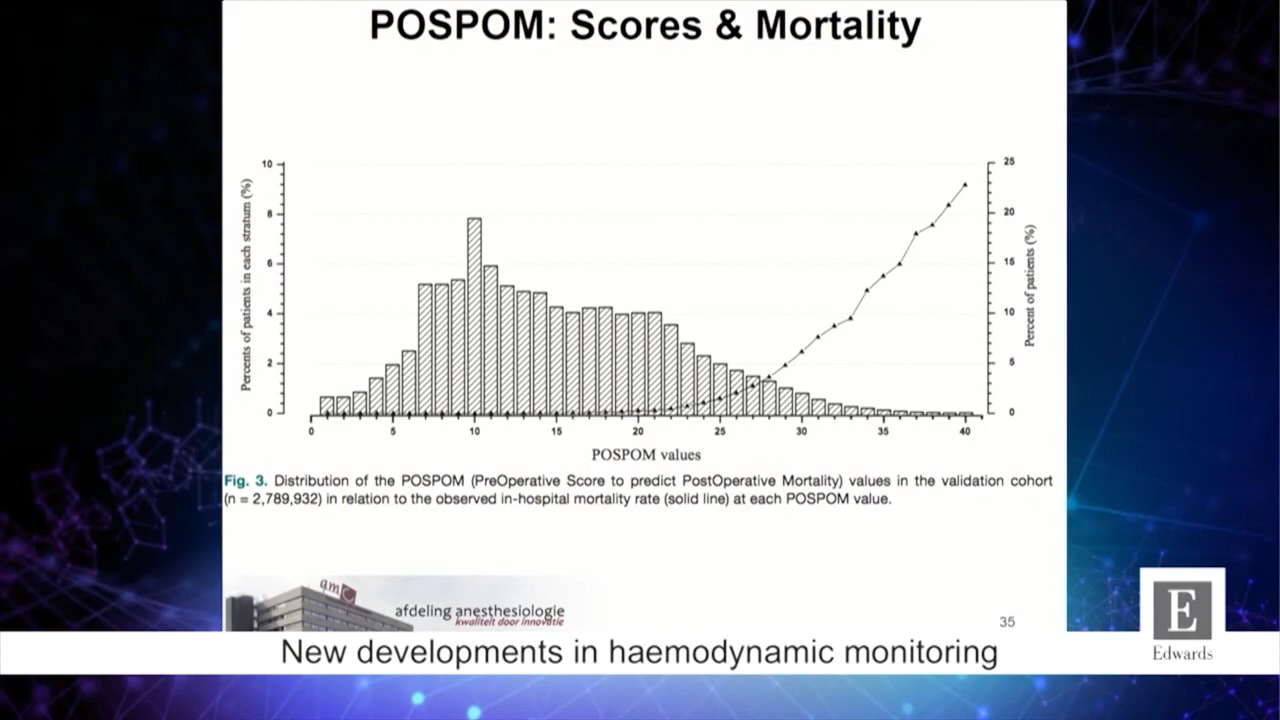 POSPOM: Scores & Mortality
Percents of patients in each stratum (%)
10
8
6
4
2
0
25
20
15
10
5
0
Percent of patients (%)
0 5 10 15 20 25 30 35 40
POSPOM values
Fig. 3. Distribution of the POSPOM (PreOperative Score to predict PostOperative Mortality) values in the validation cohort
(n = 2,789,932) in relation to the observed in-hospital mortality rate (solid line) at each POSPOM value.
amc
afdeling anesthesiologie
kwaliteit door innovatie
35
New developments in haemodynamic monitoring
E
Edwards